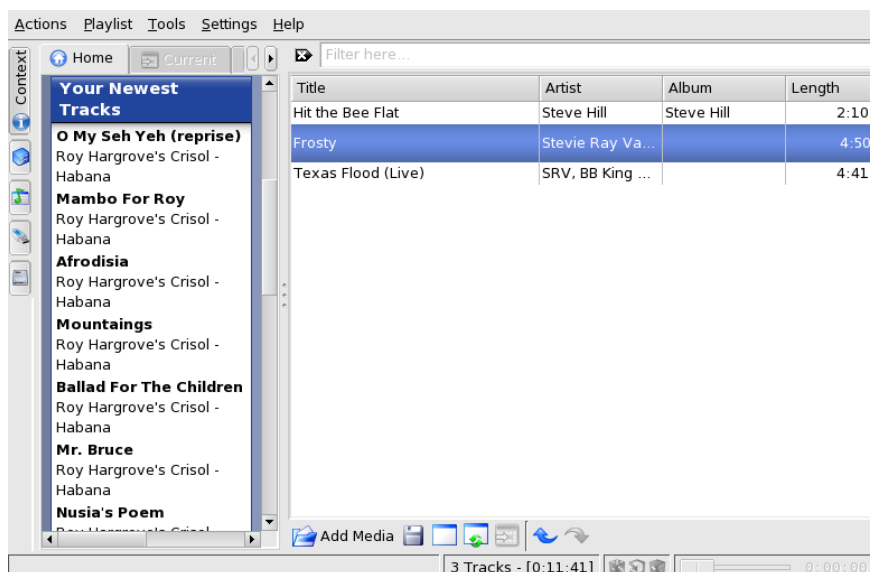 Actions Playlist Tools Settings Help
Context
Home Current
Filter here...
Your Newest
Tracks
O My Seh Yeh (reprise)
Roy Hargrove's Crisol -
Habana
Mambo For Roy
Roy Hargrove's Crisol -
Habana
Afrodisia
Roy Hargrove's Crisol -
Habana
Mountaings
Roy Hargrove's Crisol -
Habana
Ballad For The Children
Roy Hargrove's Crisol -
Habana
Mr. Bruce
Roy Hargrove's Crisol -
Habana
Nusia's Poem
Roy Hargrove's Crisol
Title Artist Album Length
Hit the Bee Flat Steve Hill Steve Hill 2:10
Frosty Stevie Ray Va... 4:50
Texas Flood (Live) SRV, BB King ... 4:41
Add Media
3 Tracks - [0:11:41] 0:00:00